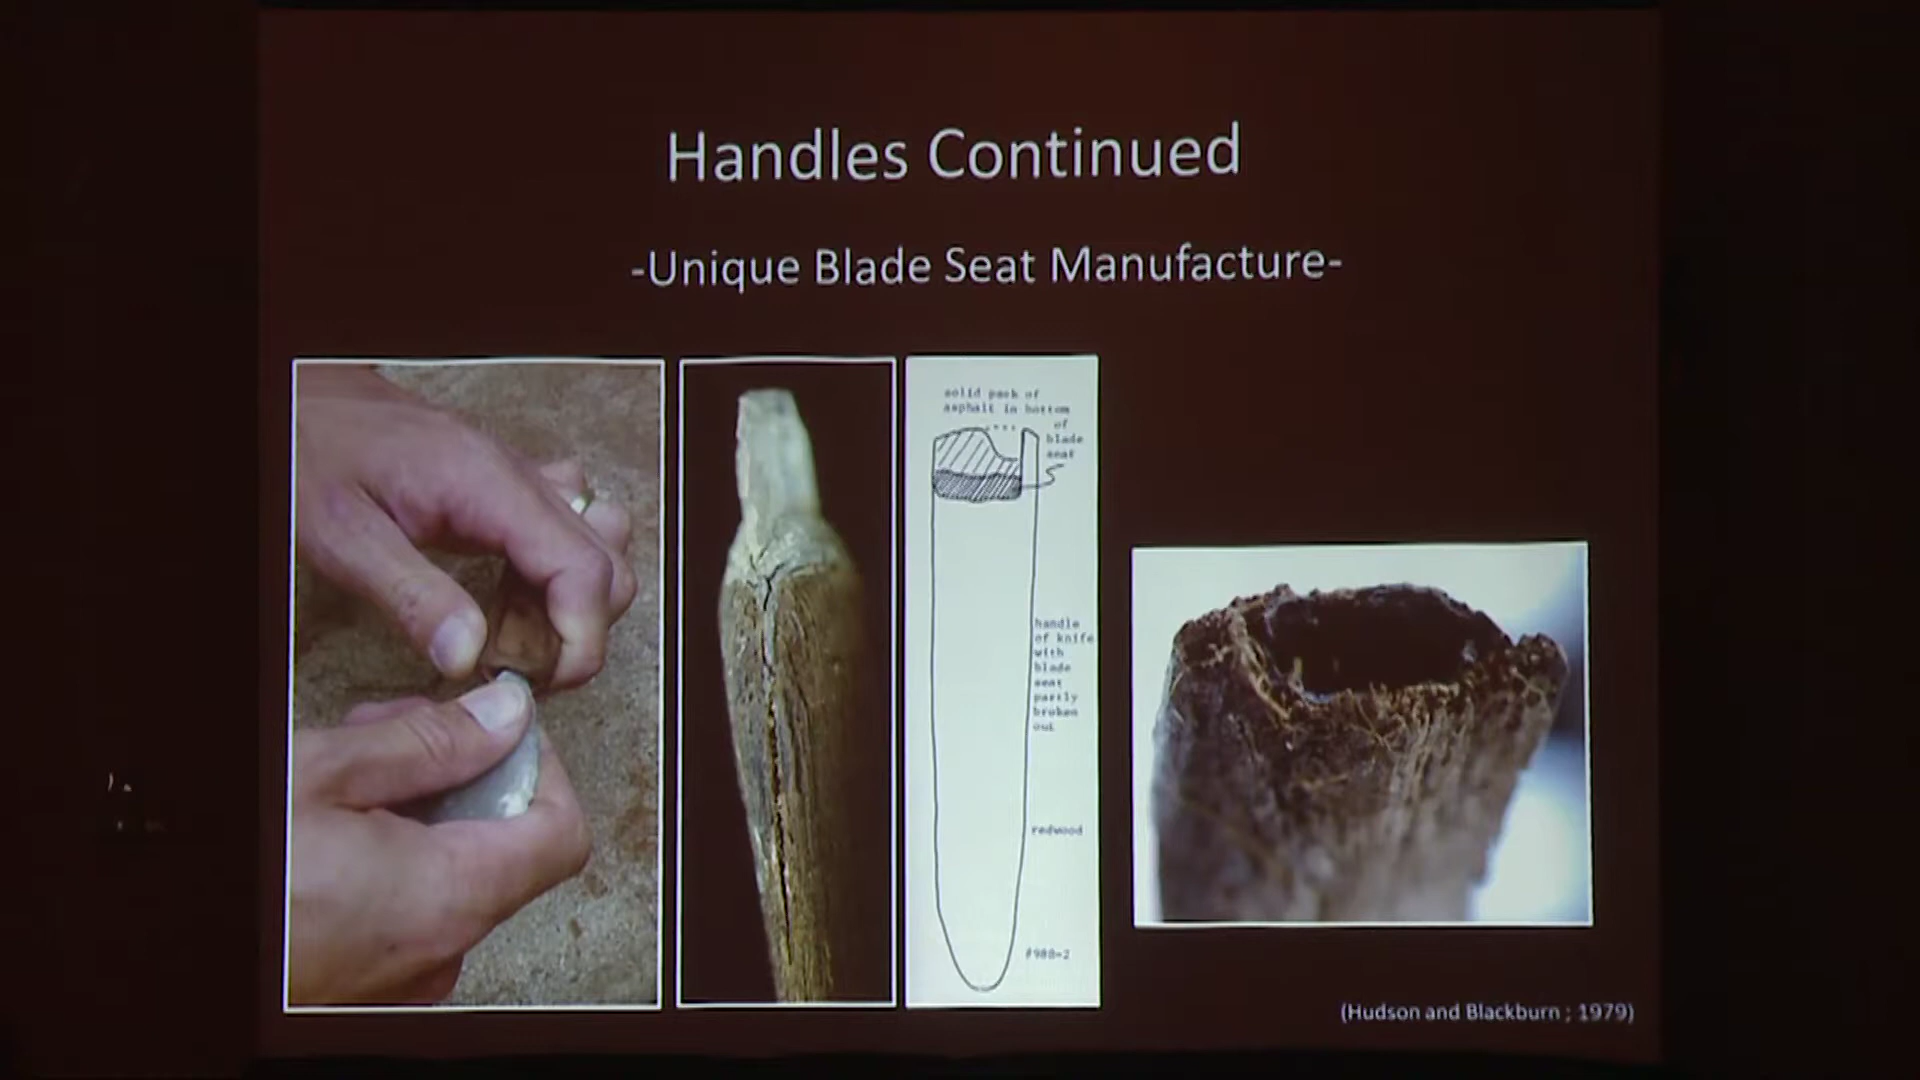 Handles Continued
-Unique Blade Seat Manufacture-
solid pack of
asphalt in bottom
of
blade
seat
handle
of knife
with
blade
seat
partly
broken
out
redwood
#988-2
(Hudson and Blackburn ; 1979)